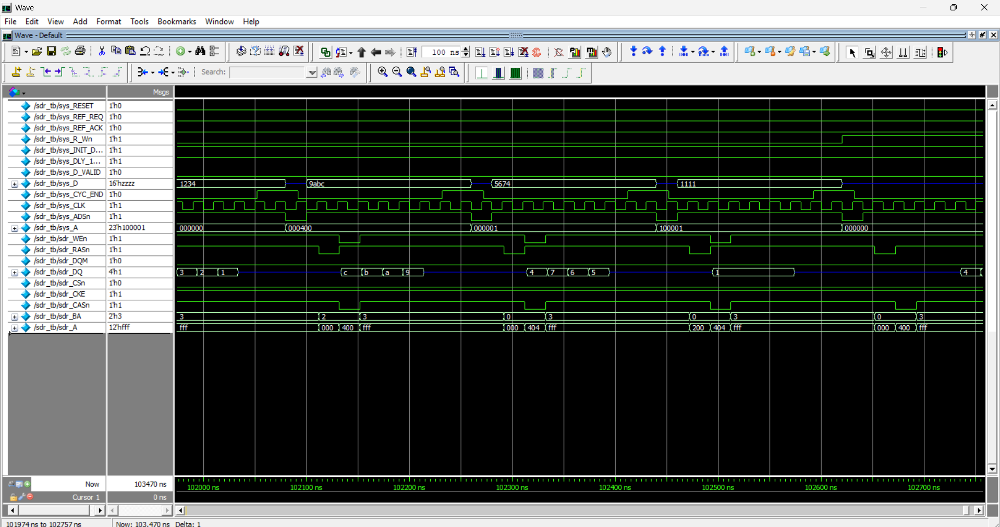 Wave
File Edit View Add Format Tools Bookmarks Window Help
Wave - Default
100 ns
Search:
Msgs
/sdr_tb/sys_RESET 1'h0
/sdr_tb/sys_REF_REQ 1'h0
/sdr_tb/sys_REF_ACK 1'h0
/sdr_tb/sys_R_Wn 1'h1
/sdr_tb/sys_INIT_D... 1'h1
/sdr_tb/sys_DLY_1... 1'h1
/sdr_tb/sys_D_VALID 1'h0
/sdr_tb/sys_D 16'hzzzz 1234 9abc 5674 1111
/sdr_tb/sys_CYC_END 1'h0
/sdr_tb/sys_CLK 1'h1
/sdr_tb/sys_ADSn 1'h1
/sdr_tb/sys_A 23'h100001 000000 000400 000001 100001 000000
/sdr_tb/sdr_WEn 1'h1
/sdr_tb/sdr_RASn 1'h1
/sdr_tb/sdr_DQM 1'h0
/sdr_tb/sdr_DQ 4'h1 3 2 1 c b a 9 4 7 6 5 1 4
/sdr_tb/sdr_CSn 1'h0
/sdr_tb/sdr_CKE 1'h1
/sdr_tb/sdr_CASn 1'h1
/sdr_tb/sdr_BA 2'h3 3 2 3 0 3 0 3 0 3
/sdr_tb/sdr_A 12'hfff fff 000 400 fff 000 404 fff 200 404 fff 000 400 fff
Now 103470 ns 102000 ns 102100 ns 102200 ns 102300 ns 102400 ns 102500 ns 102600 ns 102700 ns
Cursor 1 0 ns
101974 ns to 102757 ns Now: 103,470 ns Delta: 1